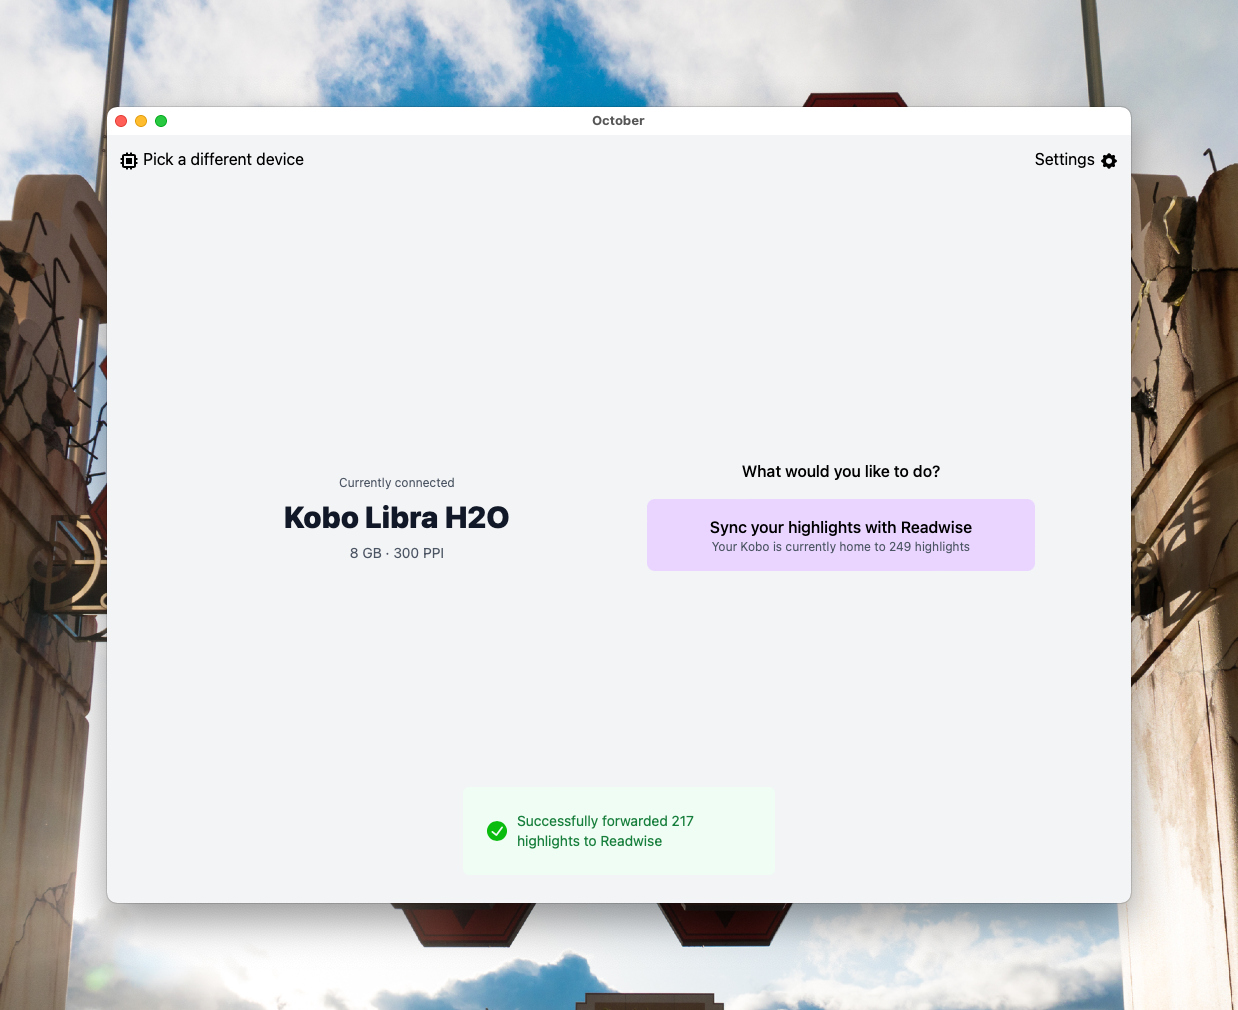 October
Pick a different device
Settings
Currently connected
Kobo Libra H2O
8 GB · 300 PPI
What would you like to do?
Sync your highlights with Readwise
Your Kobo is currently home to 249 highlights
Successfully forwarded 217
highlights to Readwise